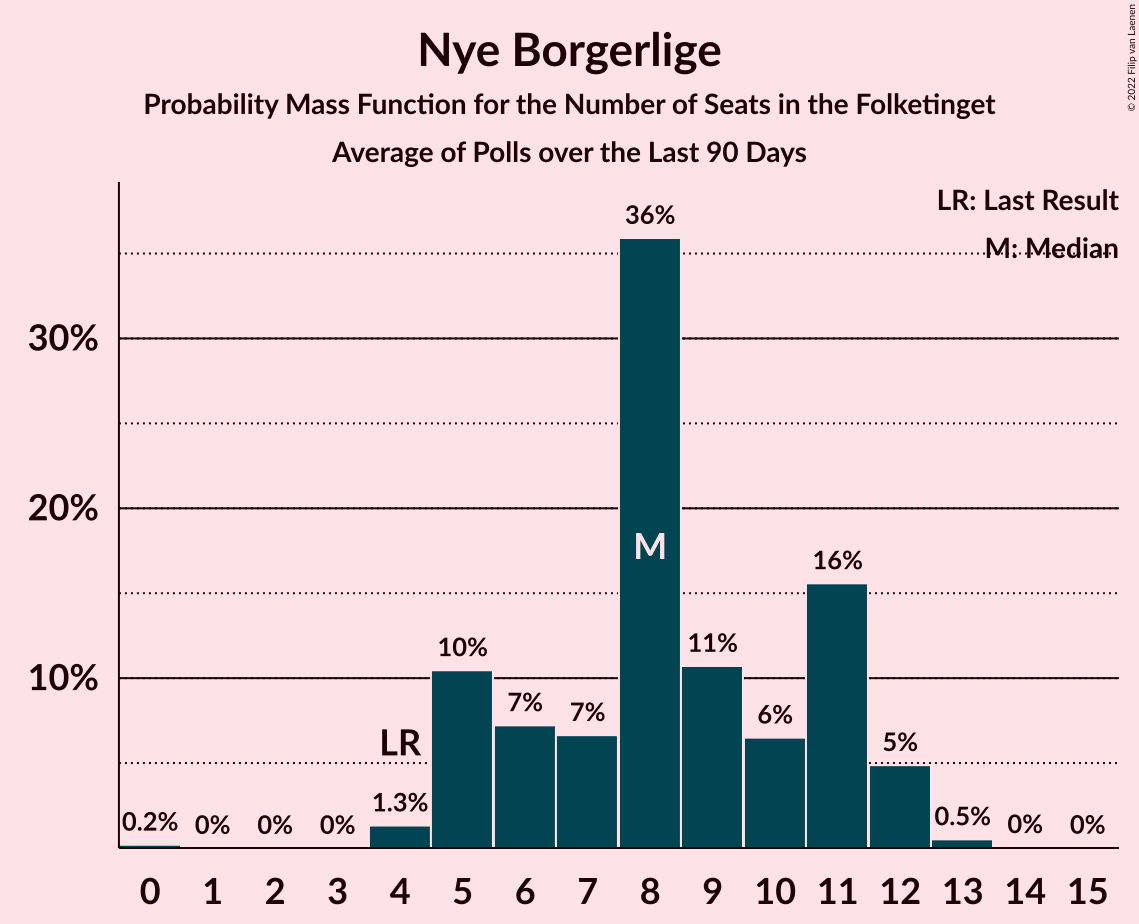 Nye Borgerlige
Probability Mass Function for the Number of Seats in the Folketinget
Average of Polls over the Last 90 Days
© 2022 Filip van Laenen
LR: Last Result
M: Median
36%
30%
20%
M
16%
10%
11%
10%
7%
7%
6%
LR
5%
0.2%
0%
0%
0%
1.3%
0.5%
0%
0%
0 1 2 3 4 5 6 7 8 9 10 11 12 13 14 15